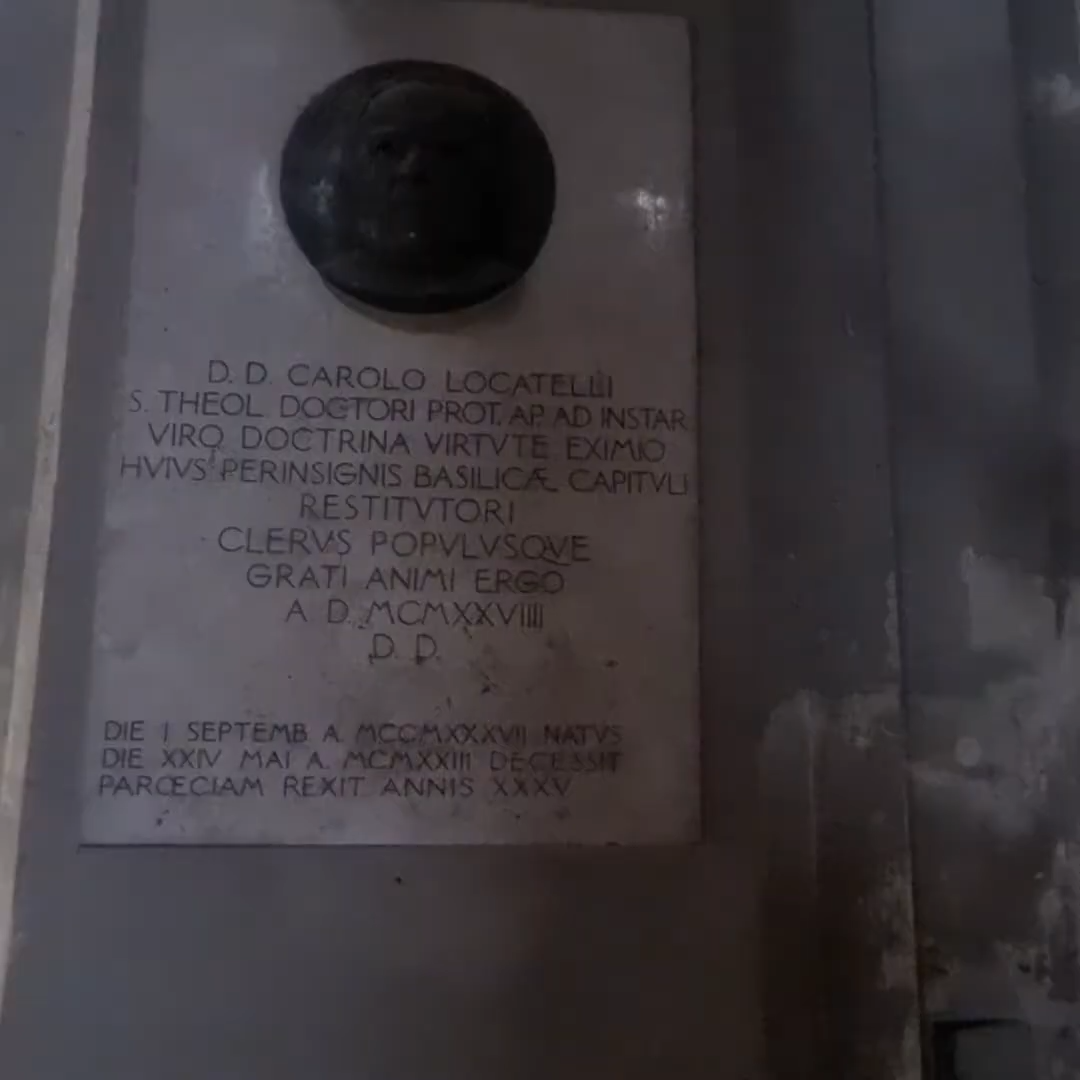 D. D. CAROLO LOCATELLI
S. THEOL. DOCTORI PROT. AP. AD INSTAR
VIRO DOCTRINA VIRTVTE EXIMIO
HVIVS PERINSIGNIS BASILICÆ CAPITVLI
RESTITVTORI
CLERVS POPVLVSQVE
GRATI ANIMI ERGO
A. D. MCMXXVIIII
D. D.
DIE I SEPTEMB A. MCCMXXXVII NATVS
DIE XXIV MAI A. MCMXXIII DECESSIT
PARŒCIAM REXIT ANNIS XXXV